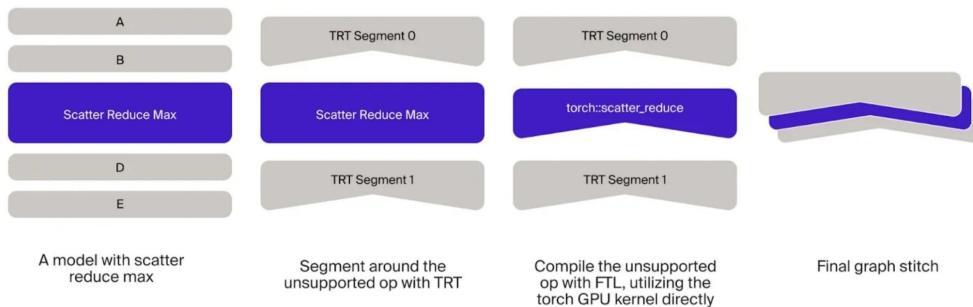 A
B
Scatter Reduce Max
D
E
A model with scatter
reduce max
TRT Segment 0
Scatter Reduce Max
TRT Segment 1
Segment around the
unsupported op with TRT
TRT Segment 0
torch::scatter_reduce
TRT Segment 1
Compile the unsupported
op with FTL, utilizing the
torch GPU kernel directly
Final graph stitch